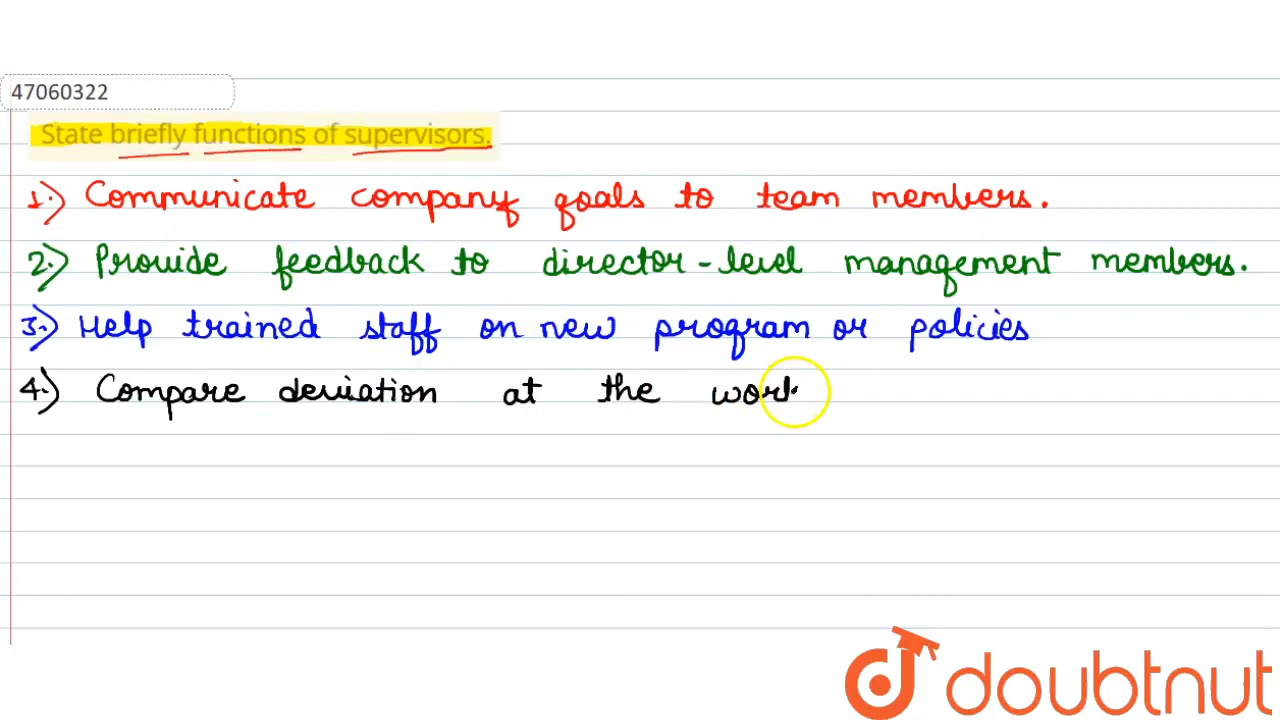 47060322
State briefly functions of supervisors.
1.) Communicate company goals to team members.
2.) Provide feedback to director-level management members.
3.) Help trained staff on new program or policies
4.) Compare deviation at the work
doubtnut